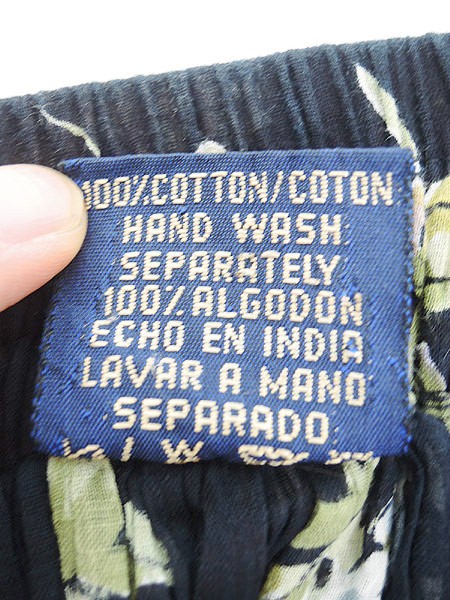 100%COTTON/COTON
HAND WASH
SEPARATELY
100%ALGODON
ECHO EN INDIA
LAVAR A MANO
SEPARADO